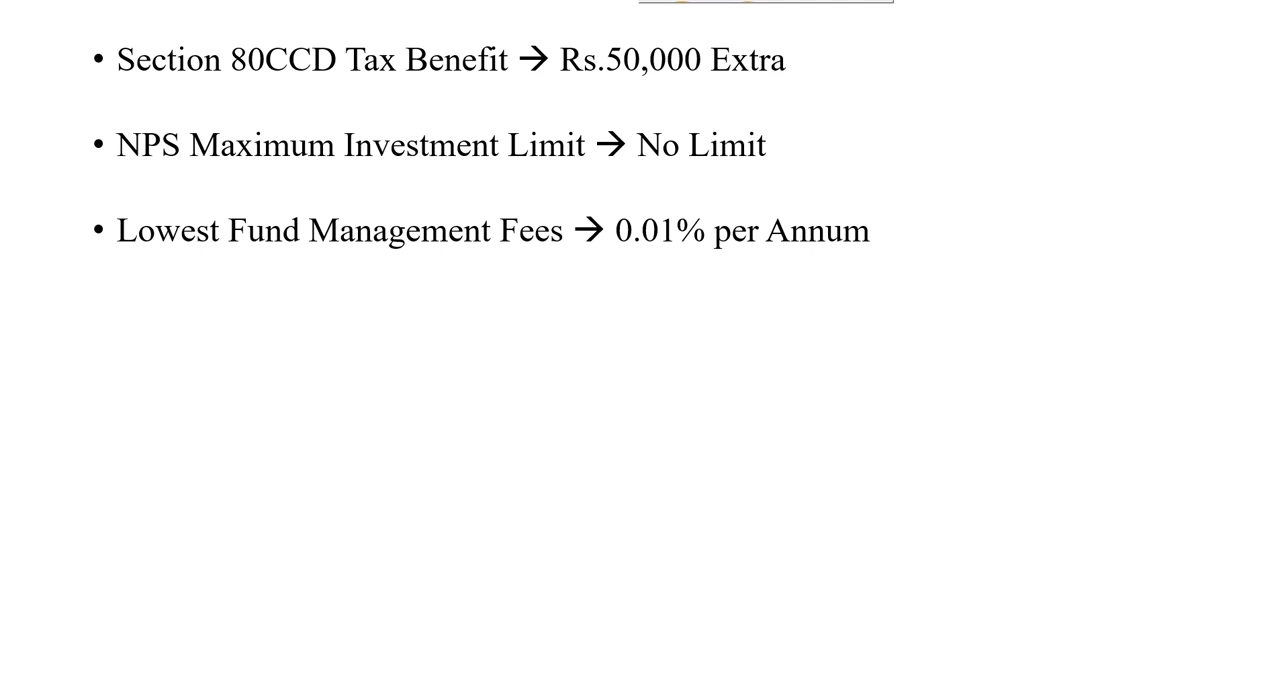 • Section 80CCD Tax Benefit → Rs.50,000 Extra
• NPS Maximum Investment Limit → No Limit
• Lowest Fund Management Fees → 0.01% per Annum